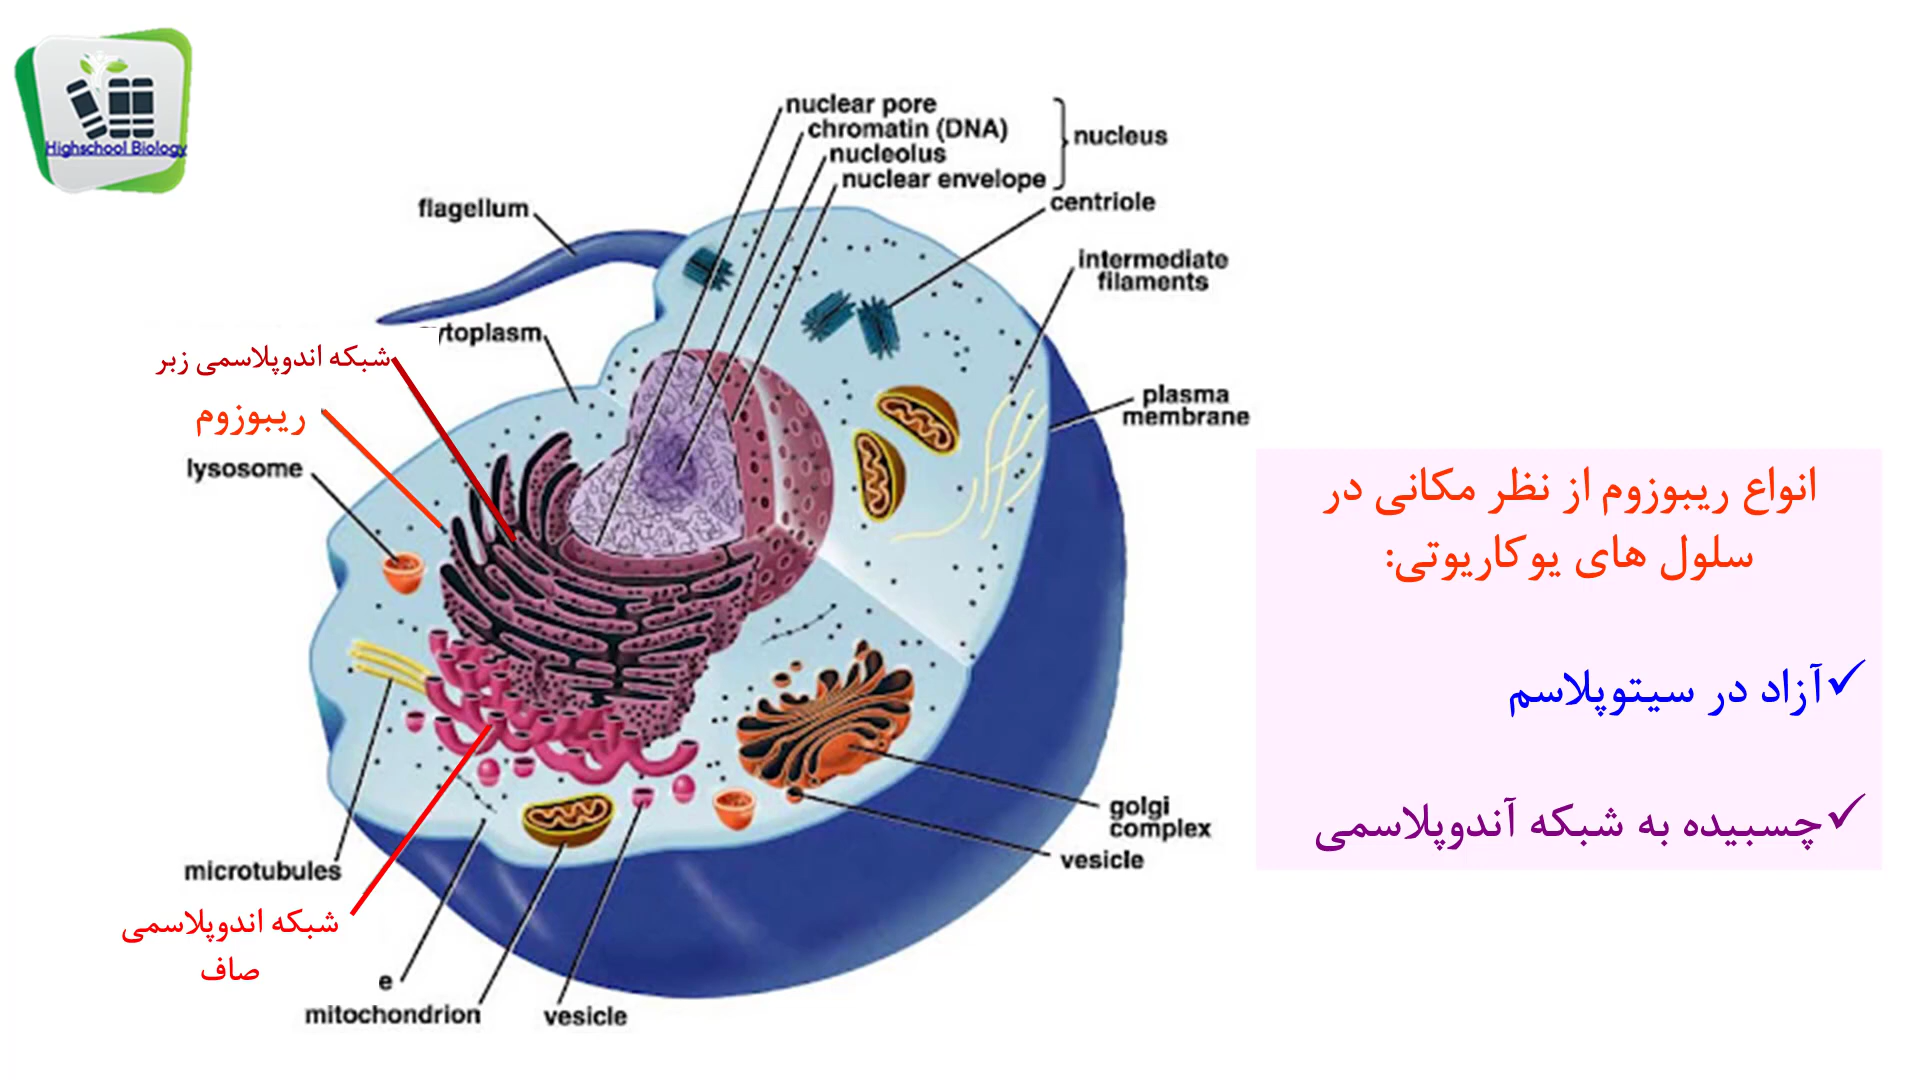 Highschool Biology
nuclear pore
chromatin (DNA)
nucleolus
nuclear envelope
nucleus
centriole
flagellum
intermediate
filaments
ytoplasm
شبکه اندوپلاسمی زبر
ریبوزوم
lysosome
plasma
membrane
انواع ریبوزوم از نظر مکانی در
سلول های یوکاریوتی:
✓آزاد در سیتوپلاسم
✓چسبیده به شبکه آندوپلاسمی
golgi
complex
vesicle
microtubules
شبکه اندوپلاسمی
صاف
e
mitochondrion
vesicle